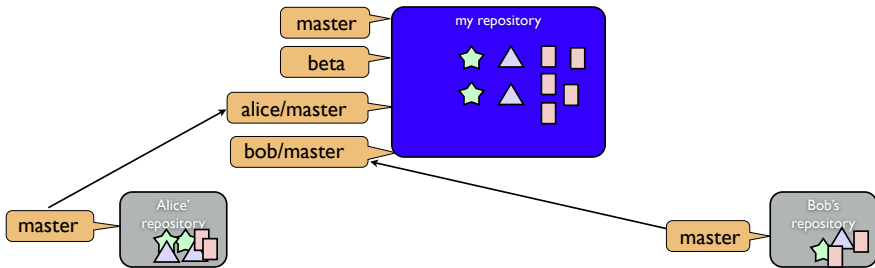 master
my repository
beta
alice/master
bob/master
master
Alice'
repository
master
Bob's
repository